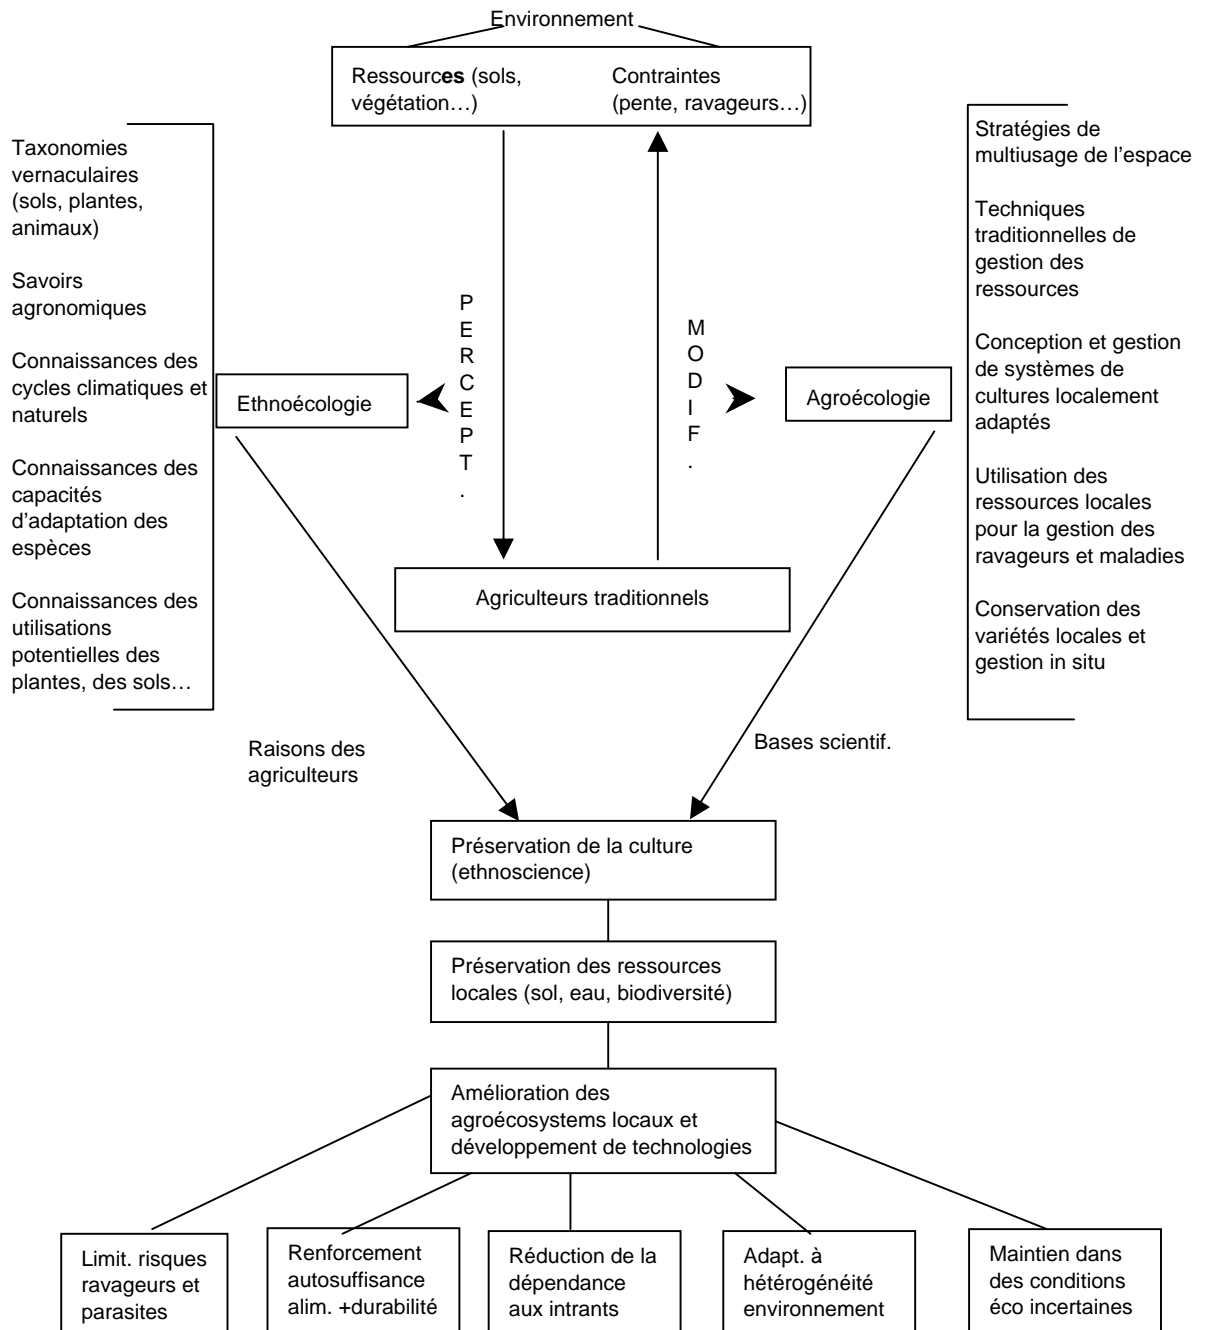 Environnement
Ressources (sols,
végétation…)
Contraintes
(pente, ravageurs…)
Taxonomies
vernaculaires
(sols, plantes,
animaux)
Savoirs
agronomiques
Connaissances des
cycles climatiques et
naturels
Connaissances des
capacités
d’adaptation des
espèces
Connaissances des
utilisations
potentielles des
plantes, des sols…
Ethnoécologie
P
E
R
C
E
P
T
.
M
O
D
I
F
.
Agroécologie
Stratégies de
multiusage de l’espace
Techniques
traditionnelles de
gestion des
ressources
Conception et gestion
de systèmes de
cultures localement
adaptés
Utilisation des
ressources locales
pour la gestion des
ravageurs et maladies
Conservation des
variétés locales et
gestion in situ
Agriculteurs traditionnels
Raisons des
agriculteurs
Bases scientif.
Préservation de la culture
(ethnoscience)
Préservation des ressources
locales (sol, eau, biodiversité)
Amélioration des
agroécosystems locaux et
développement de technologies
Limit. risques
ravageurs et
parasites
Renforcement
autosuffisance
alim. +durabilité
Réduction de la
dépendance
aux intrants
Adapt. à
hétérogénéité
environnement
Maintien dans
des conditions
éco incertaines